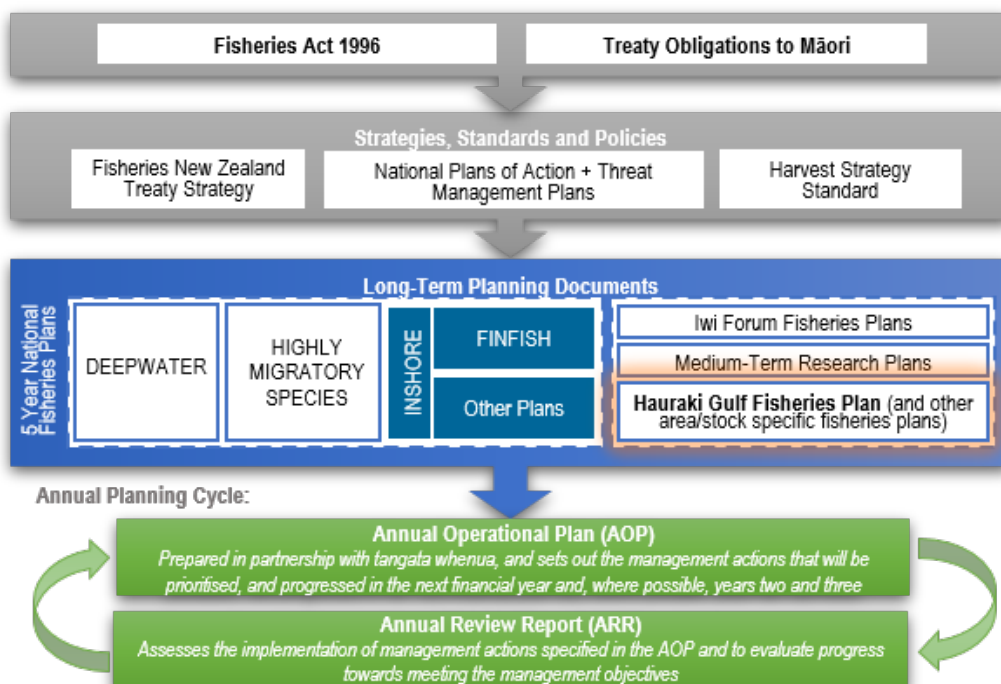 Fisheries Act 1996
Treaty Obligations to Māori
Strategies, Standards and Policies
Fisheries New Zealand
Treaty Strategy
National Plans of Action + Threat
Management Plans
Harvest Strategy
Standard
Long-Term Planning Documents
5 Year National
Fisheries Plans
DEEPWATER
HIGHLY
MIGRATORY
SPECIES
INSHORE
FINFISH
Other Plans
Iwi Forum Fisheries Plans
Medium-Term Research Plans
Hauraki Gulf Fisheries Plan (and other
area/stock specific fisheries plans)
Annual Planning Cycle:
Annual Operational Plan (AOP)
Prepared in partnership with tangata whenua, and sets out the management actions that will be
prioritised, and progressed in the next financial year and, where possible, years two and three
Annual Review Report (ARR)
Assesses the implementation of management actions specified in the AOP and to evaluate progress
towards meeting the management objectives